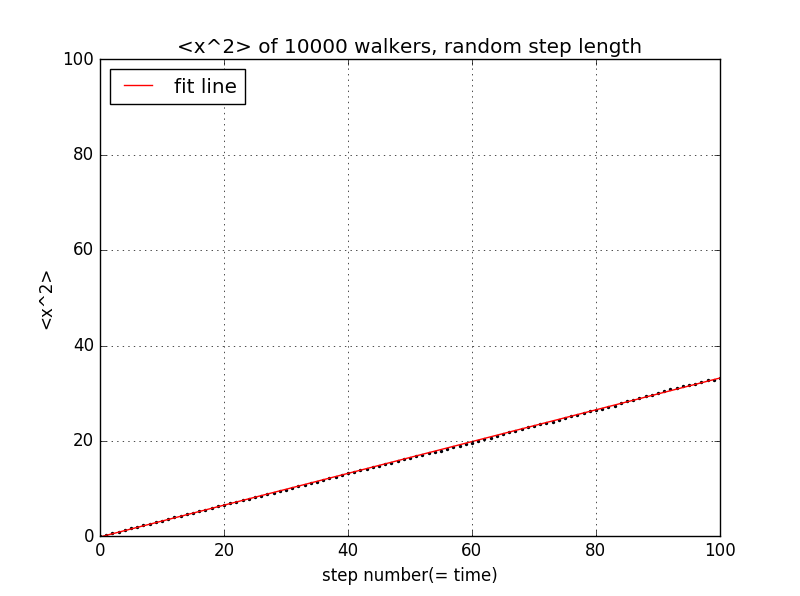 <x^2> of 10000 walkers, random step length
fit line
100
80
60
40
20
0
<x^2>
0 20 40 60 80 100
step number(= time)